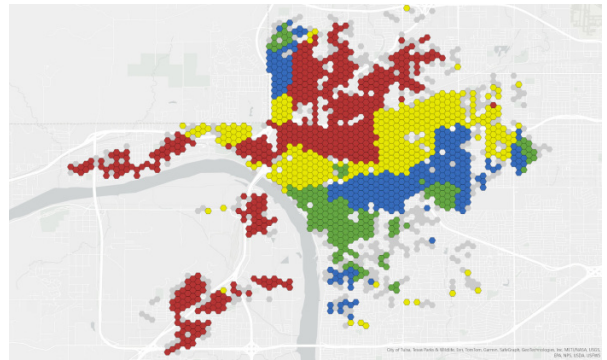 City of Tulsa, Texas Parks & Wildlife, Esri, TomTom, Garmin, SafeGraph, GeoTechnologies, Inc, METI/NASA, USGS,
EPA, NPS, USDA, USFWS